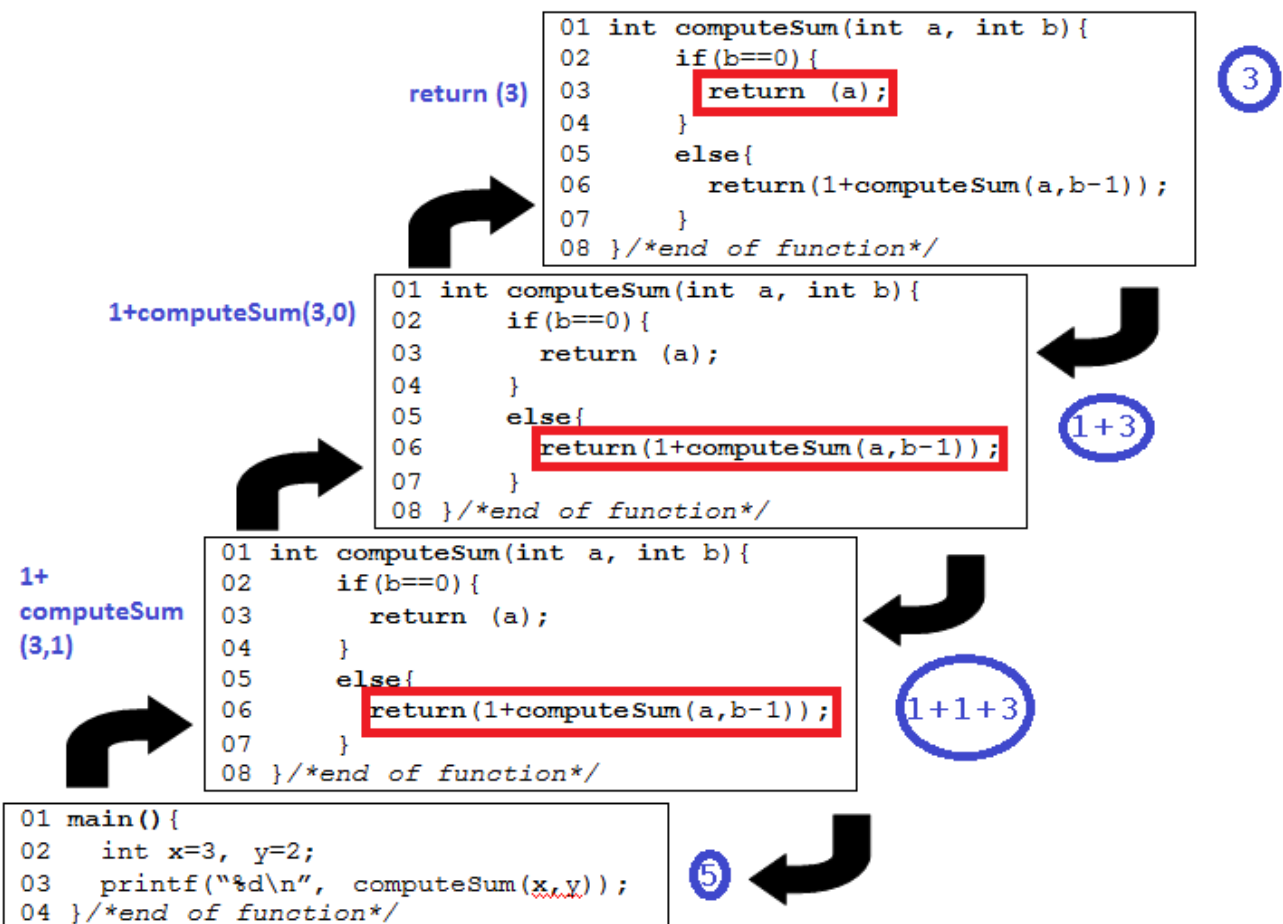 01 int computeSum(int a, int b){
02 if(b==0){
return (3)
03 return (a);
3
04 }
05 else{
06 return(1+computeSum(a,b-1));
07 }
08 }/*end of function*/
1+computeSum(3,0)
01 int computeSum(int a, int b){
02 if(b==0){
03 return (a);
04 }
05 else{
06 return(1+computeSum(a,b-1));
1+3
07 }
08 }/*end of function*/
1+
computeSum
(3,1)
01 int computeSum(int a, int b){
02 if(b==0){
03 return (a);
04 }
05 else{
06 return(1+computeSum(a,b-1));
1+1+3
07 }
08 }/*end of function*/
01 main(){
02 int x=3, y=2;
03 printf(“%d\n”, computeSum(x,y));
5
04 }/*end of function*/